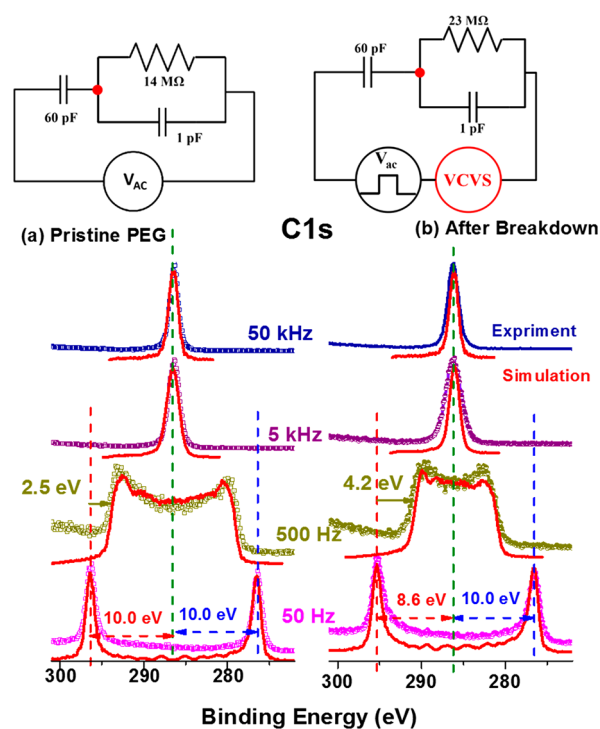 14 MΩ
60 pF
1 pF
VAC
23 MΩ
60 pF
1 pF
Vac
VCVS
(a) Pristine PEG
C1s
(b) After Breakdown
50 kHz
Expriment
Simulation
5 kHz
2.5 eV
4.2 eV
500 Hz
50 Hz
10.0 eV
10.0 eV
8.6 eV
10.0 eV
300 290 280
300 290 280
Binding Energy (eV)